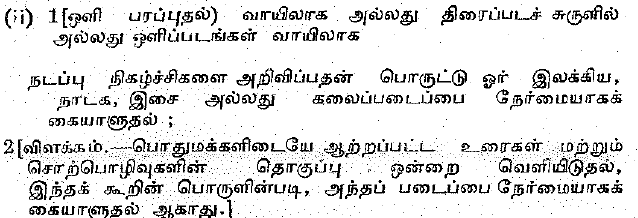 (ii) 1[ஒளி பரப்புதல்) வாயிலாக அல்லது திரைப்படச் சுருளில்
அல்லது ஒளிப்படங்கள் வாயிலாக
நடப்பு நிகழ்ச்சிகளை அறிவிப்பதன் பொருட்டு ஓர் இலக்கிய,
நாடக, இசை அல்லது கலைப்படைப்பை நேர்மையாகக்
கையாளுதல் ;
2[விளக்கம்.—பொதுமக்களிடையே ஆற்றப்பட்ட உரைகள் மற்றும்
சொற்பொழிவுகளின் தொகுப்பு ஒன்றை வெளியிடுதல்,
இந்தக் கூறின் பொருளின்படி, அந்தப் படைப்பை நேர்மையாகக்
கையாளுதல் ஆகாது.]